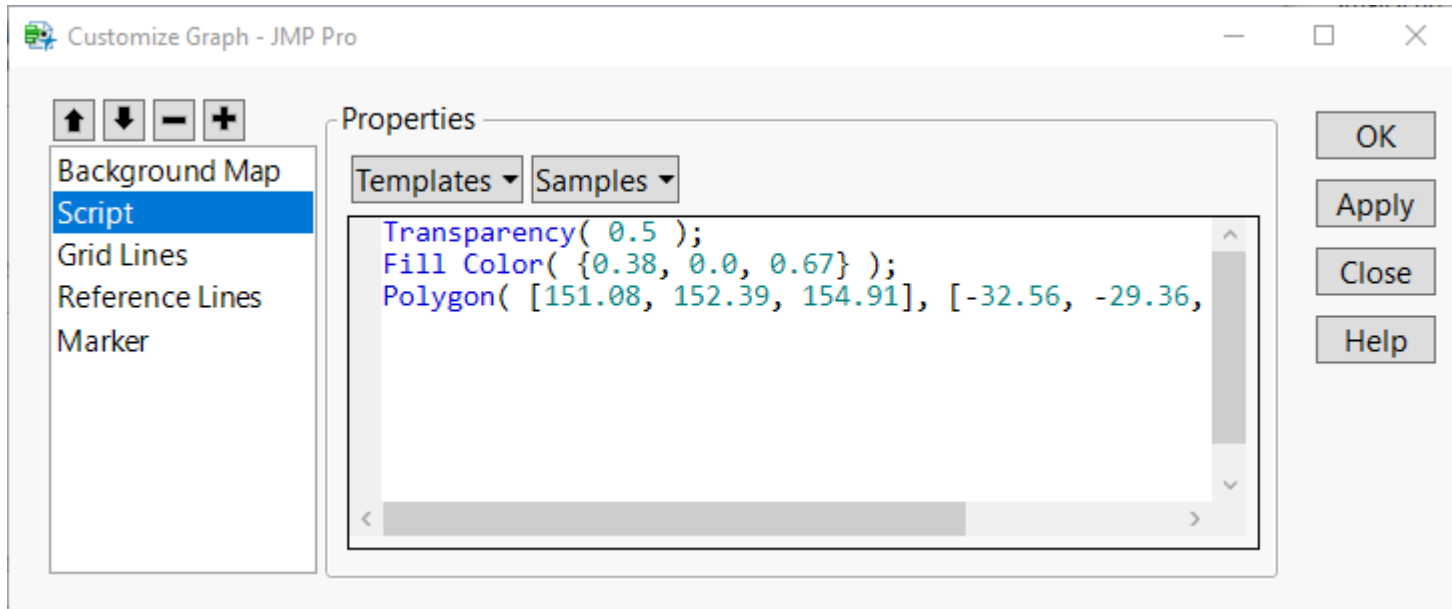 Customize Graph - JMP Pro
Properties
Background Map
Script
Grid Lines
Reference Lines
Marker
Templates
Samples
Transparency( 0.5 );
Fill Color( {0.38, 0.0, 0.67} );
Polygon( [151.08, 152.39, 154.91], [-32.56, -29.36,
OK
Apply
Close
Help